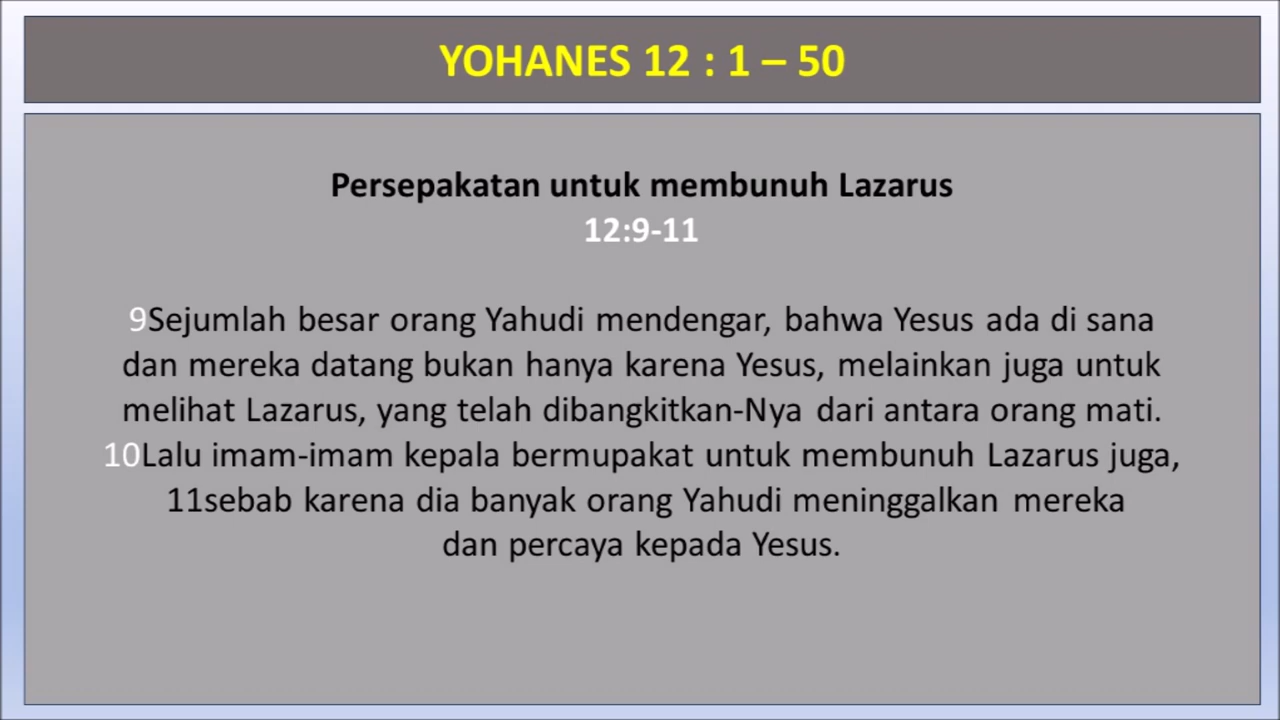 YOHANES 12 : 1 – 50
Persepakatan untuk membunuh Lazarus
12:9-11
9Sejumlah besar orang Yahudi mendengar, bahwa Yesus ada di sana
dan mereka datang bukan hanya karena Yesus, melainkan juga untuk
melihat Lazarus, yang telah dibangkitkan-Nya dari antara orang mati.
10Lalu imam-imam kepala bermupakat untuk membunuh Lazarus juga,
11sebab karena dia banyak orang Yahudi meninggalkan mereka
dan percaya kepada Yesus.